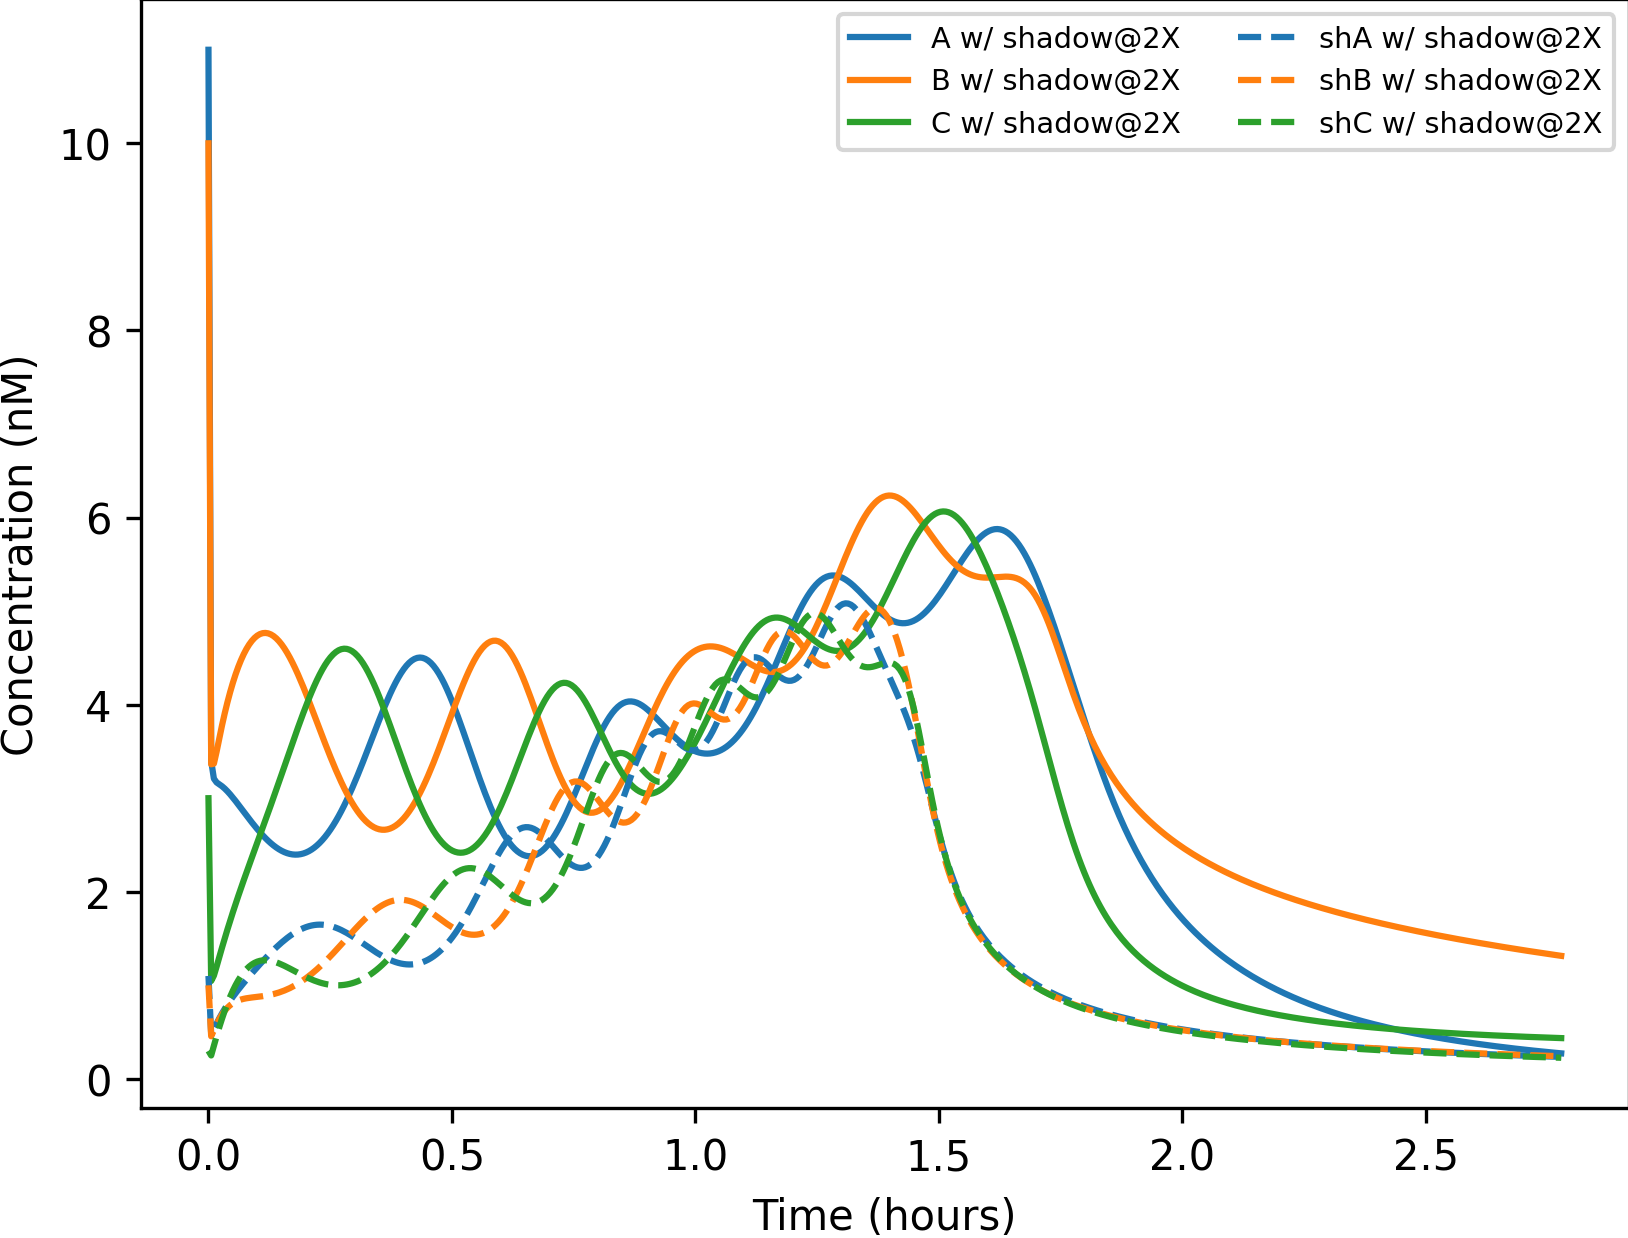 A w/ shadow@2X
B w/ shadow@2X
C w/ shadow@2X
shA w/ shadow@2X
shB w/ shadow@2X
shC w/ shadow@2X
Concentration (nM)
10
8
6
4
2
0
0.0 0.5 1.0 1.5 2.0 2.5
Time (hours)